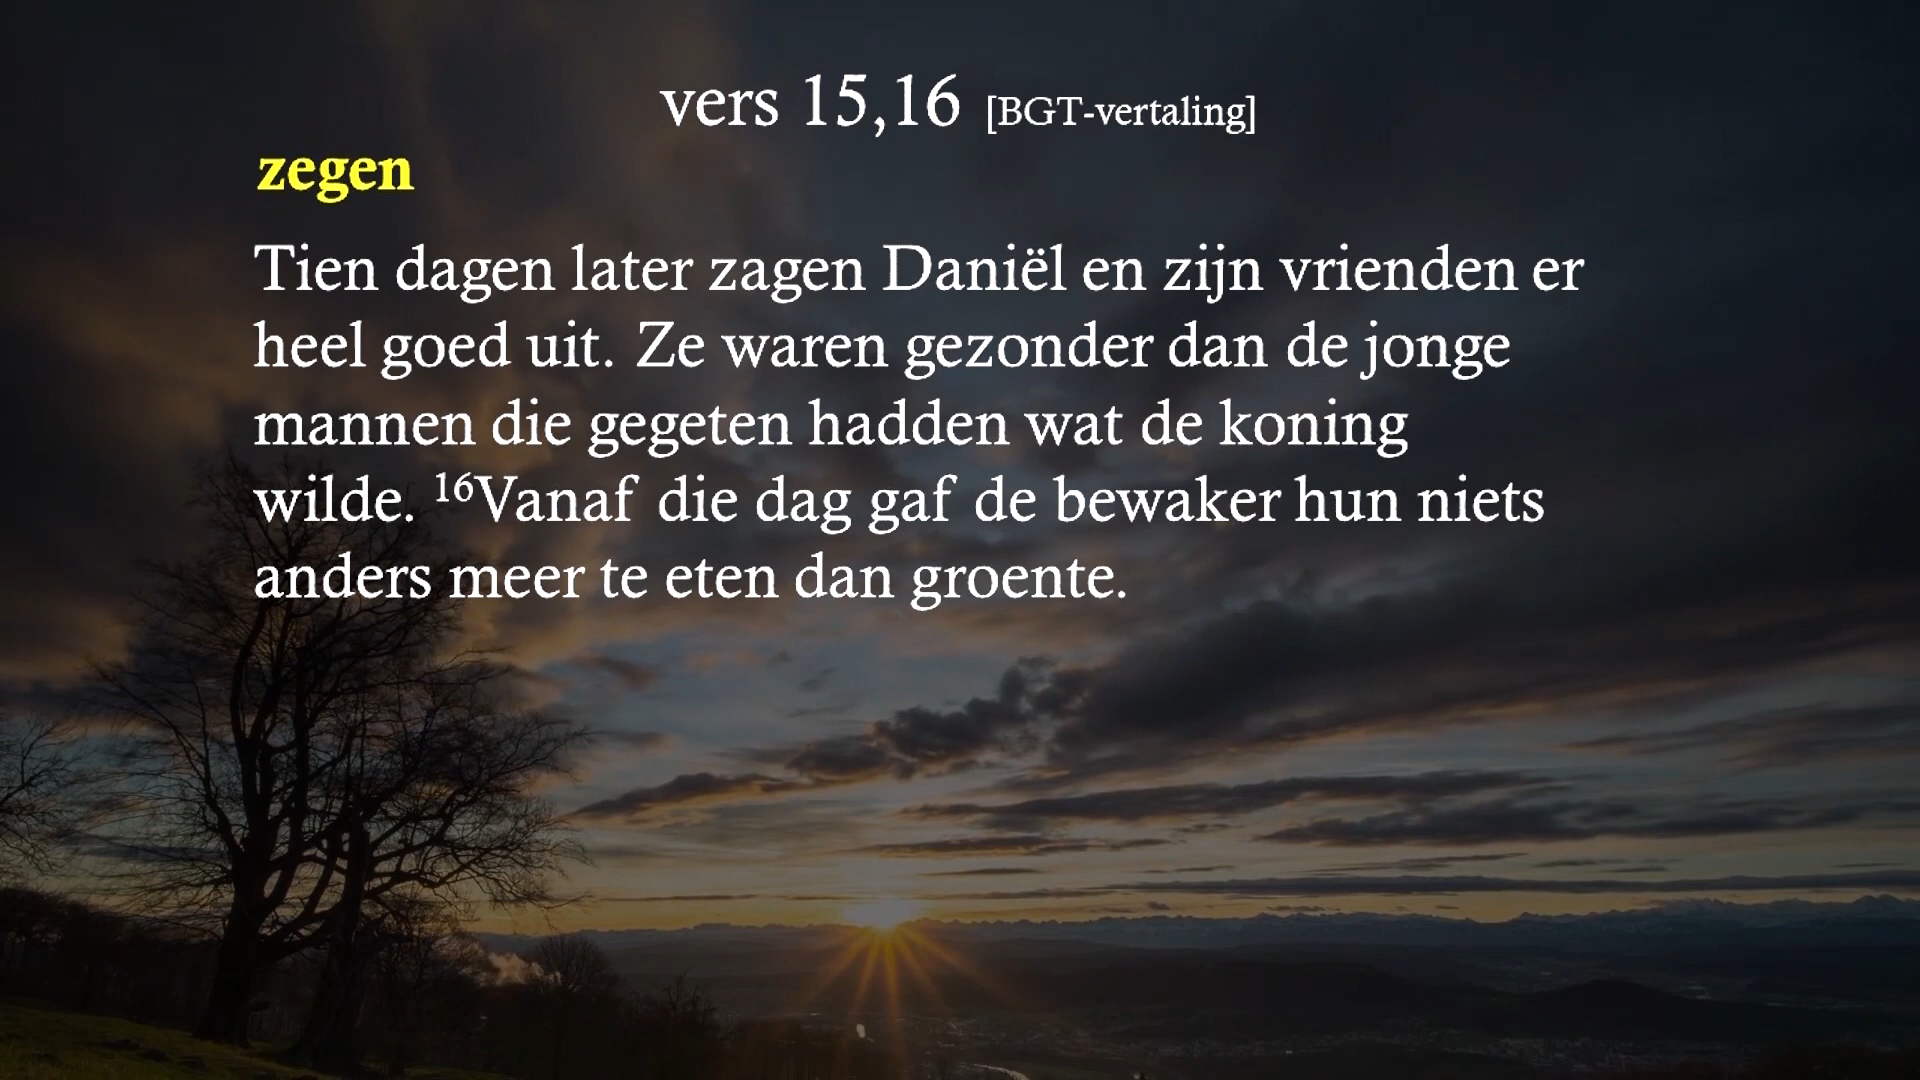 vers 15,16 [BGT-vertaling]
zegen
Tien dagen later zagen Daniël en zijn vrienden er
heel goed uit. Ze waren gezonder dan de jonge
mannen die gegeten hadden wat de koning
wilde. ¹⁶Vanaf die dag gaf de bewaker hun niets
anders meer te eten dan groente.